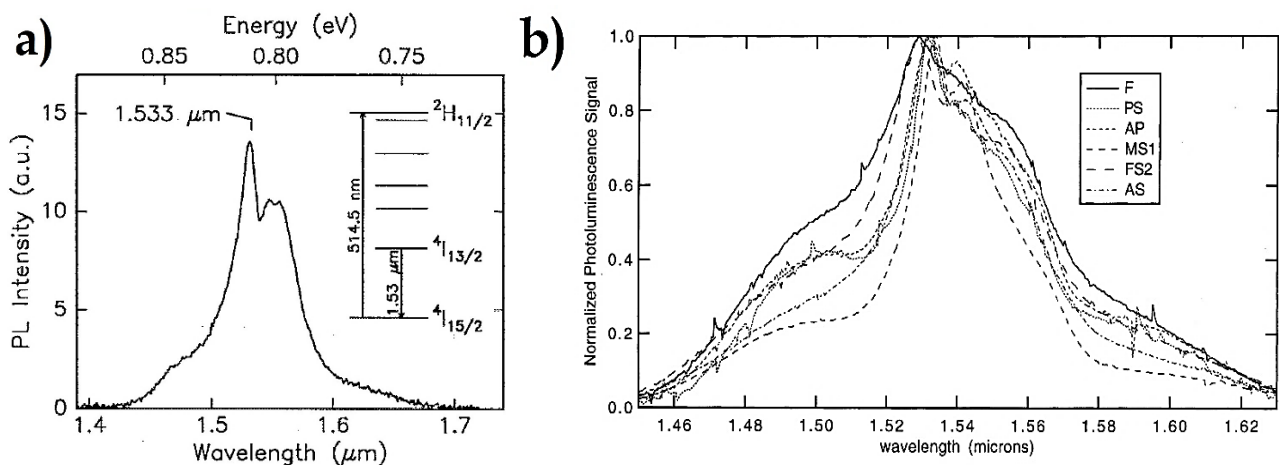 a)
Energy (eV)
0.85 0.80 0.75
PL Intensity (a.u.)
15
10
5
0
1.533 μm
514.5 nm
1.53 μm
²H₁₁/₂
⁴I₁₃/₂
⁴I₁₅/₂
1.4 1.5 1.6 1.7
Wavelength (μm)
b)
Normalized Photoluminescence Signal
1.0
0.8
0.6
0.4
0.2
0.0
F
PS
AP
MS1
FS2
AS
1.46 1.48 1.50 1.52 1.54 1.56 1.58 1.60 1.62
wavelength (microns)